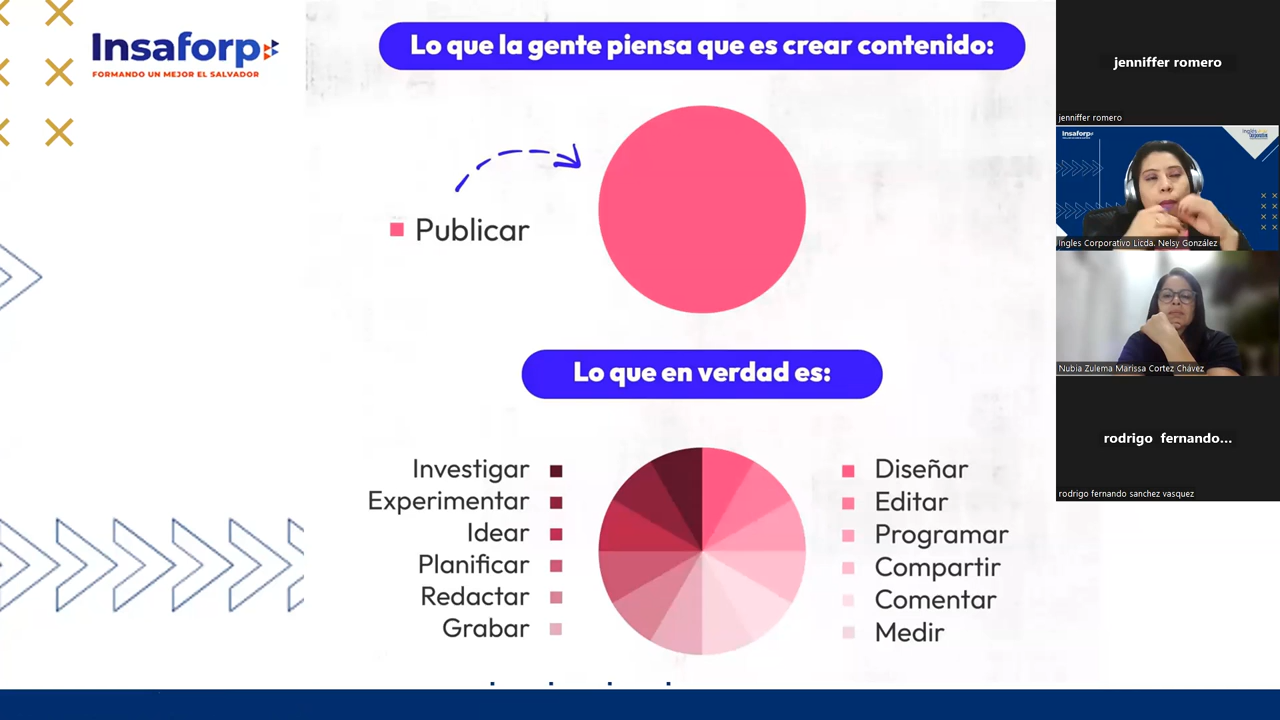 Insaforp
FORMANDO UN MEJOR EL SALVADOR
Lo que la gente piensa que es crear contenido:
Publicar
Lo que en verdad es:
Investigar
Experimentar
Idear
Planificar
Redactar
Grabar
Diseñar
Editar
Programar
Compartir
Comentar
Medir
jenniffer romero
jenniffer romero
Insaforp
Ingles Corporativo Licda. Nelsy González
Nubia Zulema Marissa Cortez Chávez
rodrigo fernando...
rodrigo fernando sanchez vasquez